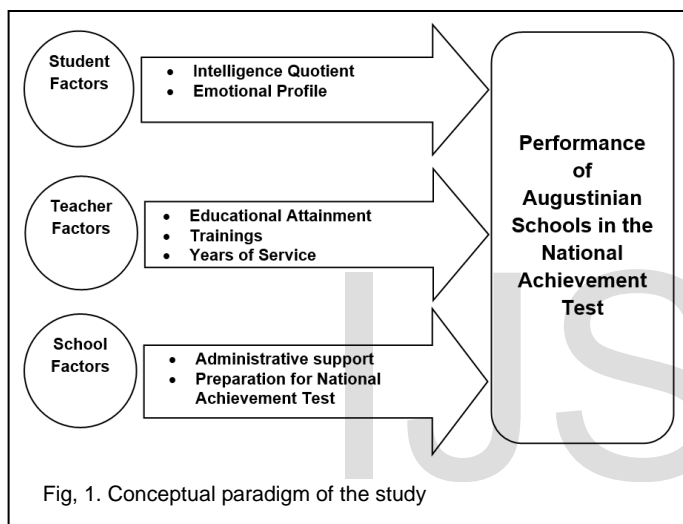 Student
Factors
• Intelligence Quotient
• Emotional Profile
Teacher
Factors
• Educational Attainment
• Trainings
• Years of Service
School
Factors
• Administrative support
• Preparation for National
Achievement Test
Performance
of
Augustinian
Schools in the
National
Achievement
Test
IJS
Fig, 1. Conceptual paradigm of the study